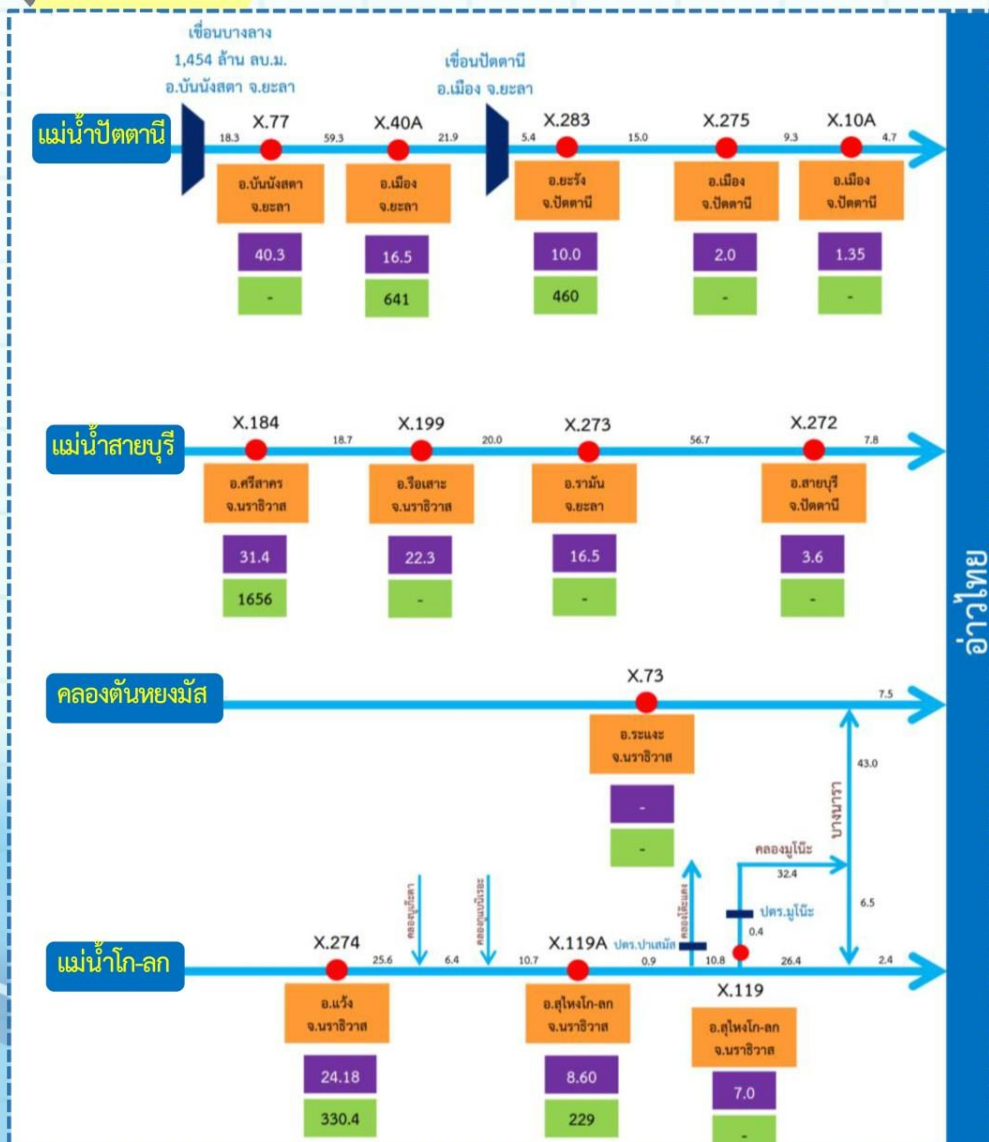 เขื่อนบางลาง
1,454 ล้าน ลบ.ม.
อ.บันนังสตา จ.ยะลา
เขื่อนปัตตานี
อ.เมือง จ.ยะลา
แม่น้ำปัตตานี
18.3
X.77
59.3
X.40A
21.9
5.4
X.283
15.0
X.275
9.3
X.10A
4.7
อ.บันนังสตา
จ.ยะลา
อ.เมือง
จ.ยะลา
อ.ยะรัง
จ.ปัตตานี
อ.เมือง
จ.ปัตตานี
อ.เมือง
จ.ปัตตานี
40.3
16.5
10.0
2.0
1.35
-
641
460
-
-
แม่น้ำสายบุรี
X.184
18.7
X.199
20.0
X.273
56.7
X.272
7.8
อ.ศรีสาคร
จ.นราธิวาส
อ.รือเสาะ
จ.นราธิวาส
อ.รามัน
จ.ยะลา
อ.สายบุรี
จ.ปัตตานี
31.4
22.3
16.5
3.6
1656
-
-
-
อ่าวไทย
คลองตันหยงมัส
X.73
7.5
อ.ระแงะ
จ.นราธิวาส
-
-
43.0
บางนารา
คลองมูโน๊ะ
32.4
6.5
ปตร.มูโน๊ะ
0.4
คลองโต๊ะแดง
ปตร.ปาเสมัส
แม่น้ำโก-ลก
X.274
25.6
6.4
10.7
X.119A
0.9
10.8
26.4
2.4
X.119
อ.แว้ง
จ.นราธิวาส
อ.สุไหงโก-ลก
จ.นราธิวาส
อ.สุไหงโก-ลก
จ.นราธิวาส
24.18
8.60
7.0
330.4
229
-